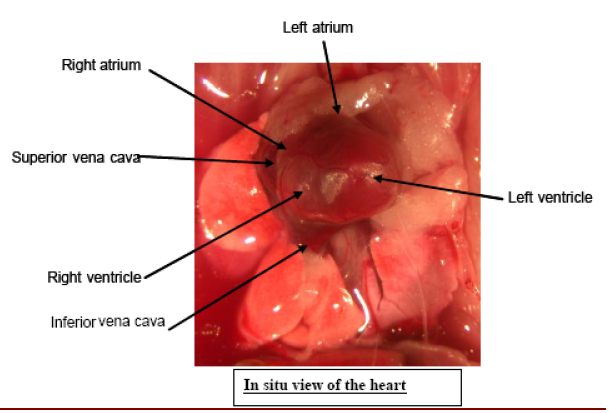 Left atrium
Right atrium
Superior vena cava
Left ventricle
Right ventricle
Inferior vena cava
In situ view of the heart